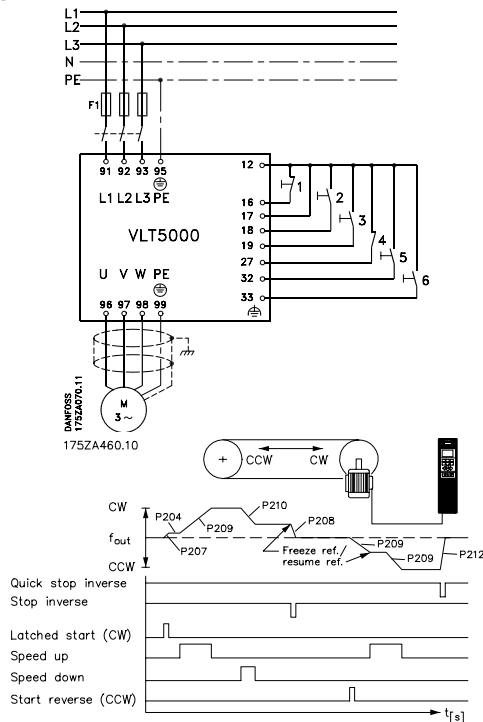 L1
L2
L3
N
PE
F1
91 92 93 95
L1 L2 L3 PE
VLT5000
U V W PE
96 97 98 99
12
16
17
18
19
27
32
33
1
2
3
4
5
6
M
3 ~
DANFOSS
175ZA070.11
175ZA460.10
CCW CW
CW
fout
CCW
P204
P209
P207
P210
P208
Freeze ref./
resume ref.
P209
P209
P212
Quick stop inverse
Stop inverse
Latched start (CW)
Speed up
Speed down
Start reverse (CCW)
t[s]